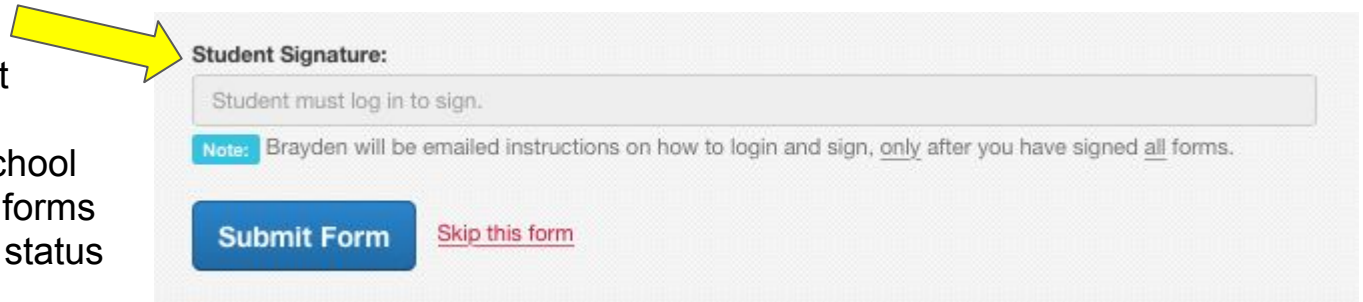 Student Signature:
Student must log in to sign.
Note: Brayden will be emailed instructions on how to login and sign, only after you have signed all forms.
Submit Form Skip this form
forms
status